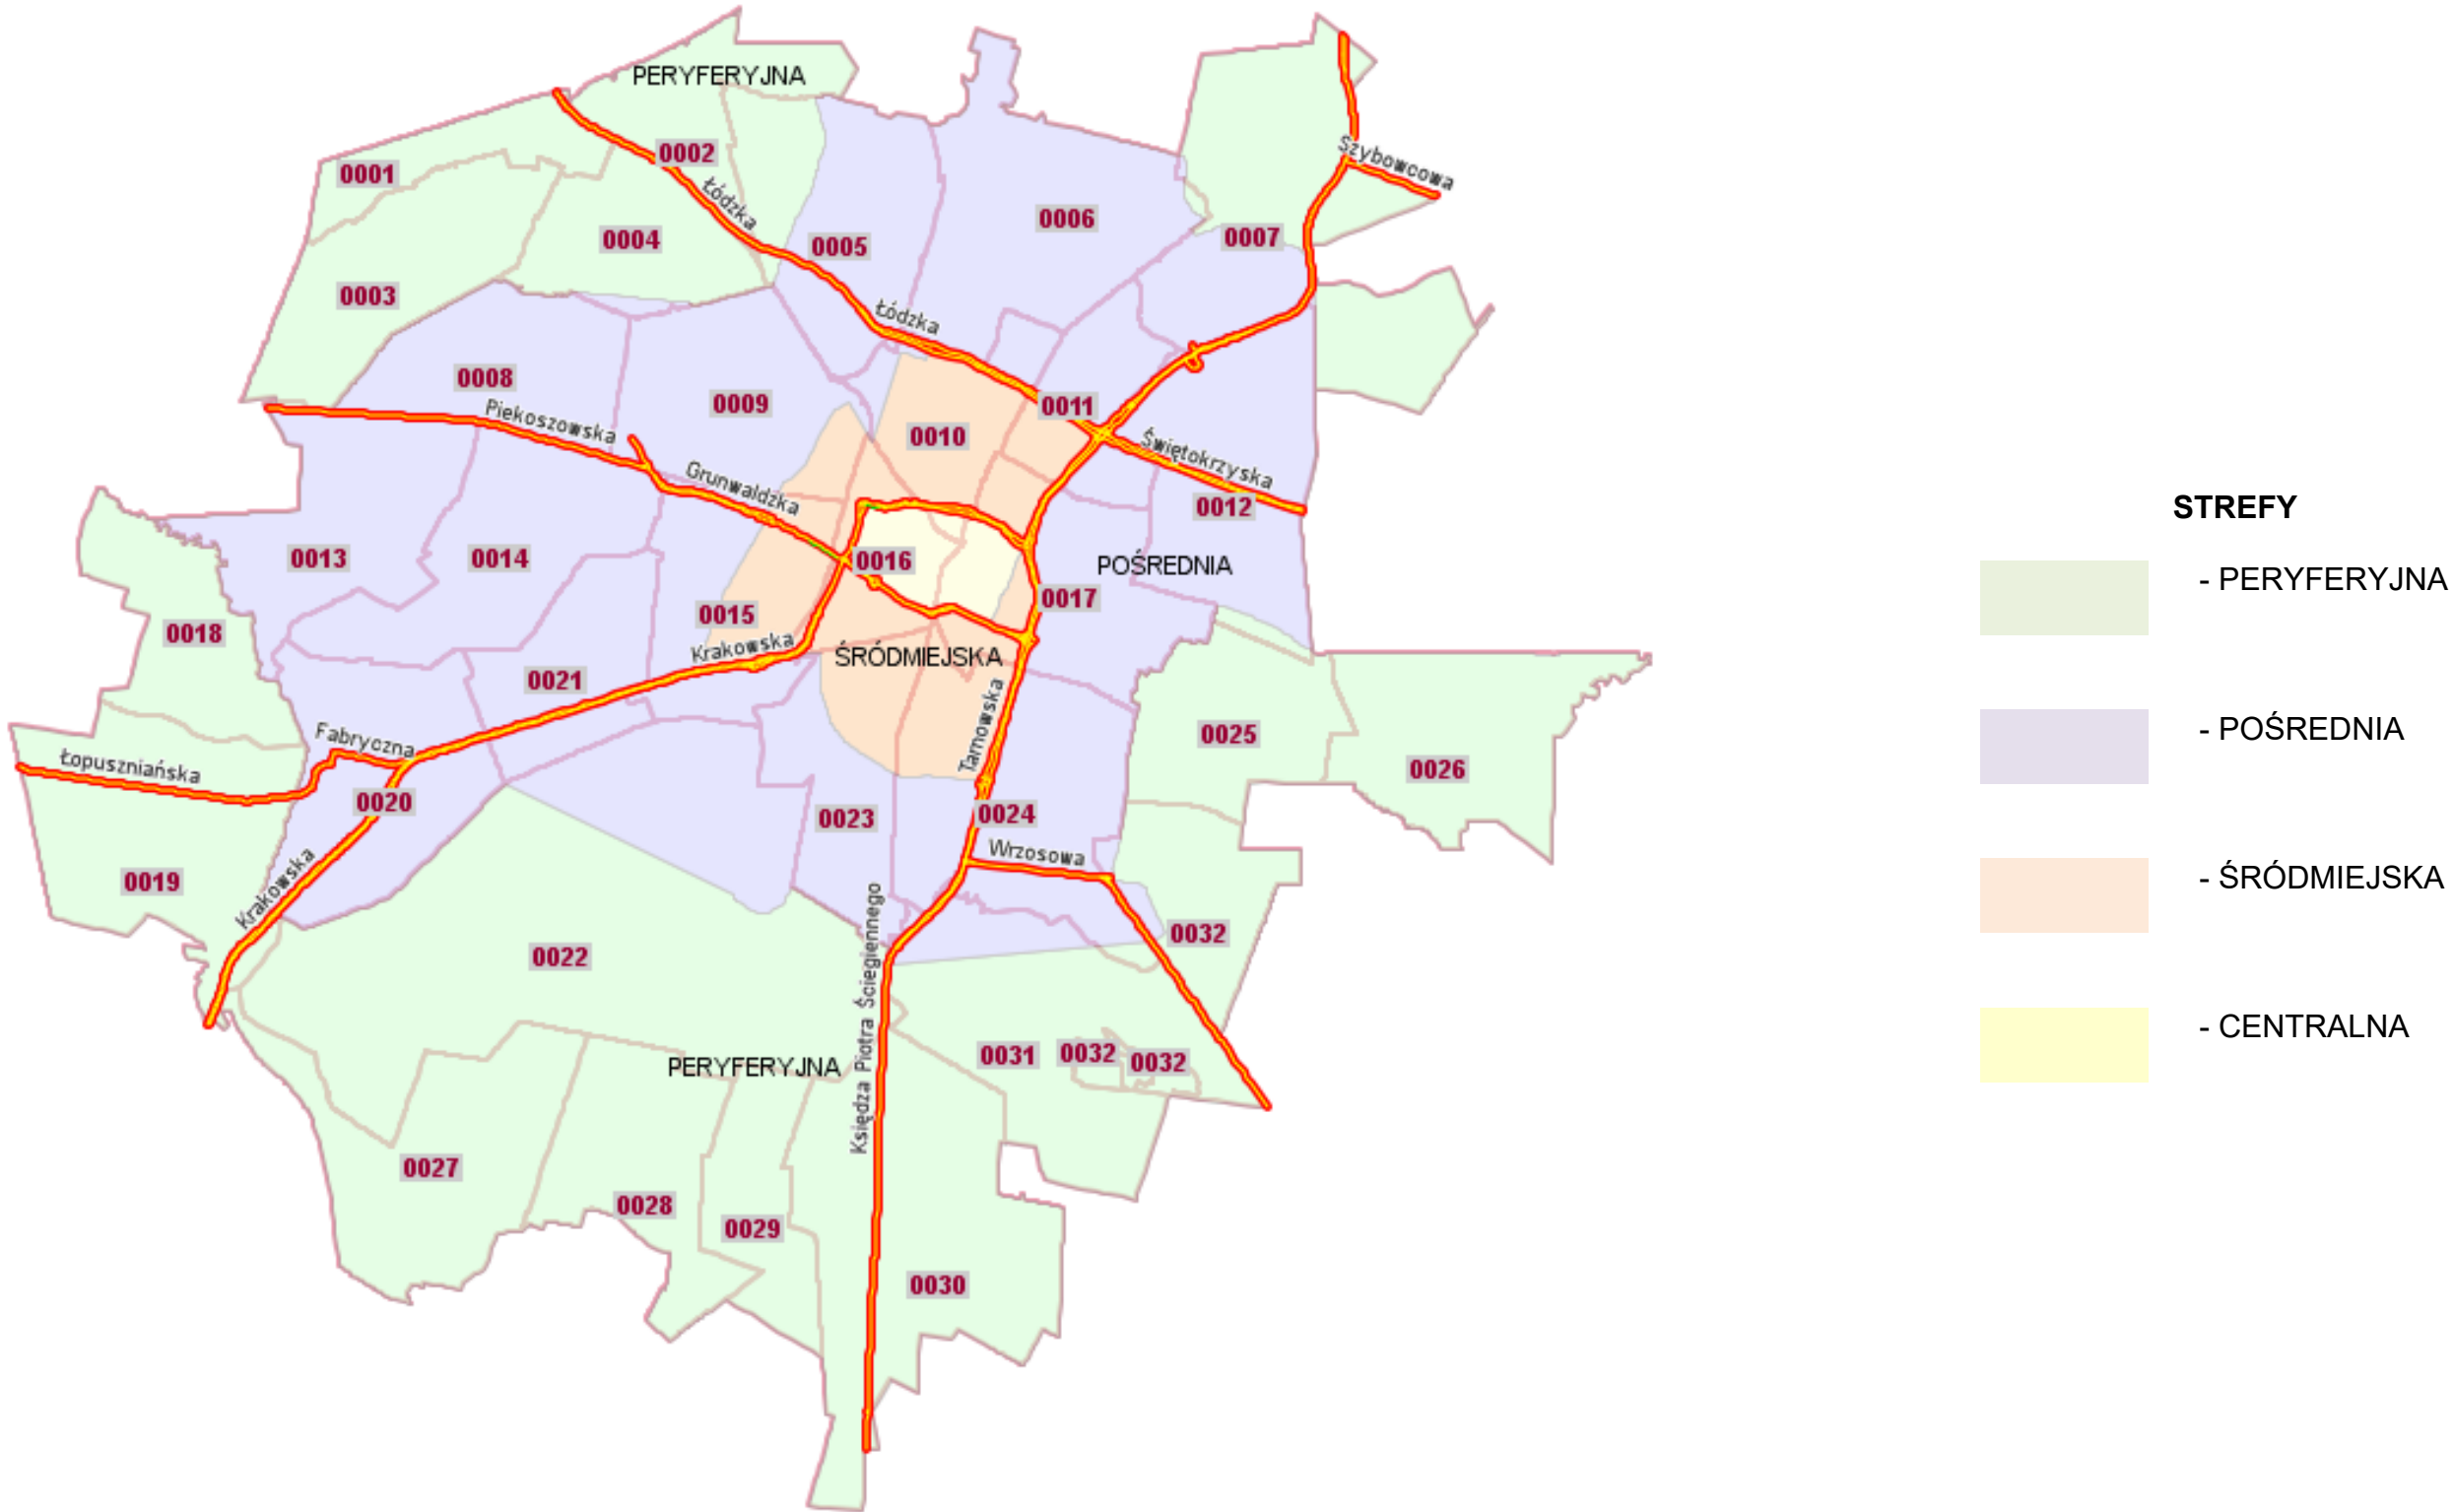 PERYFERYJNA
0001
0002
Szybowcowa
Łódzka
0003
0004
0005
0006
0007
Łódzka
0008
Piekoszowska
0009
0010
0011
Świętokrzyska
Grunwaldzka
0012
STREFY
0013
0014
0016
POŚREDNIA
- PERYFERYJNA
0018
0015
0017
Krakowska
ŚRÓDMIEJSKA
0021
Tarnowska
0025
- POŚREDNIA
Fabryczna
Łopuszniańska
0026
0020
0023
0024
Wrzosowa
0019
Krakowska
- ŚRÓDMIEJSKA
0022
Księdza Piotra Ściegiennego
0032
- CENTRALNA
PERYFERYJNA
0031
0032
0032
0027
0028
0029
0030